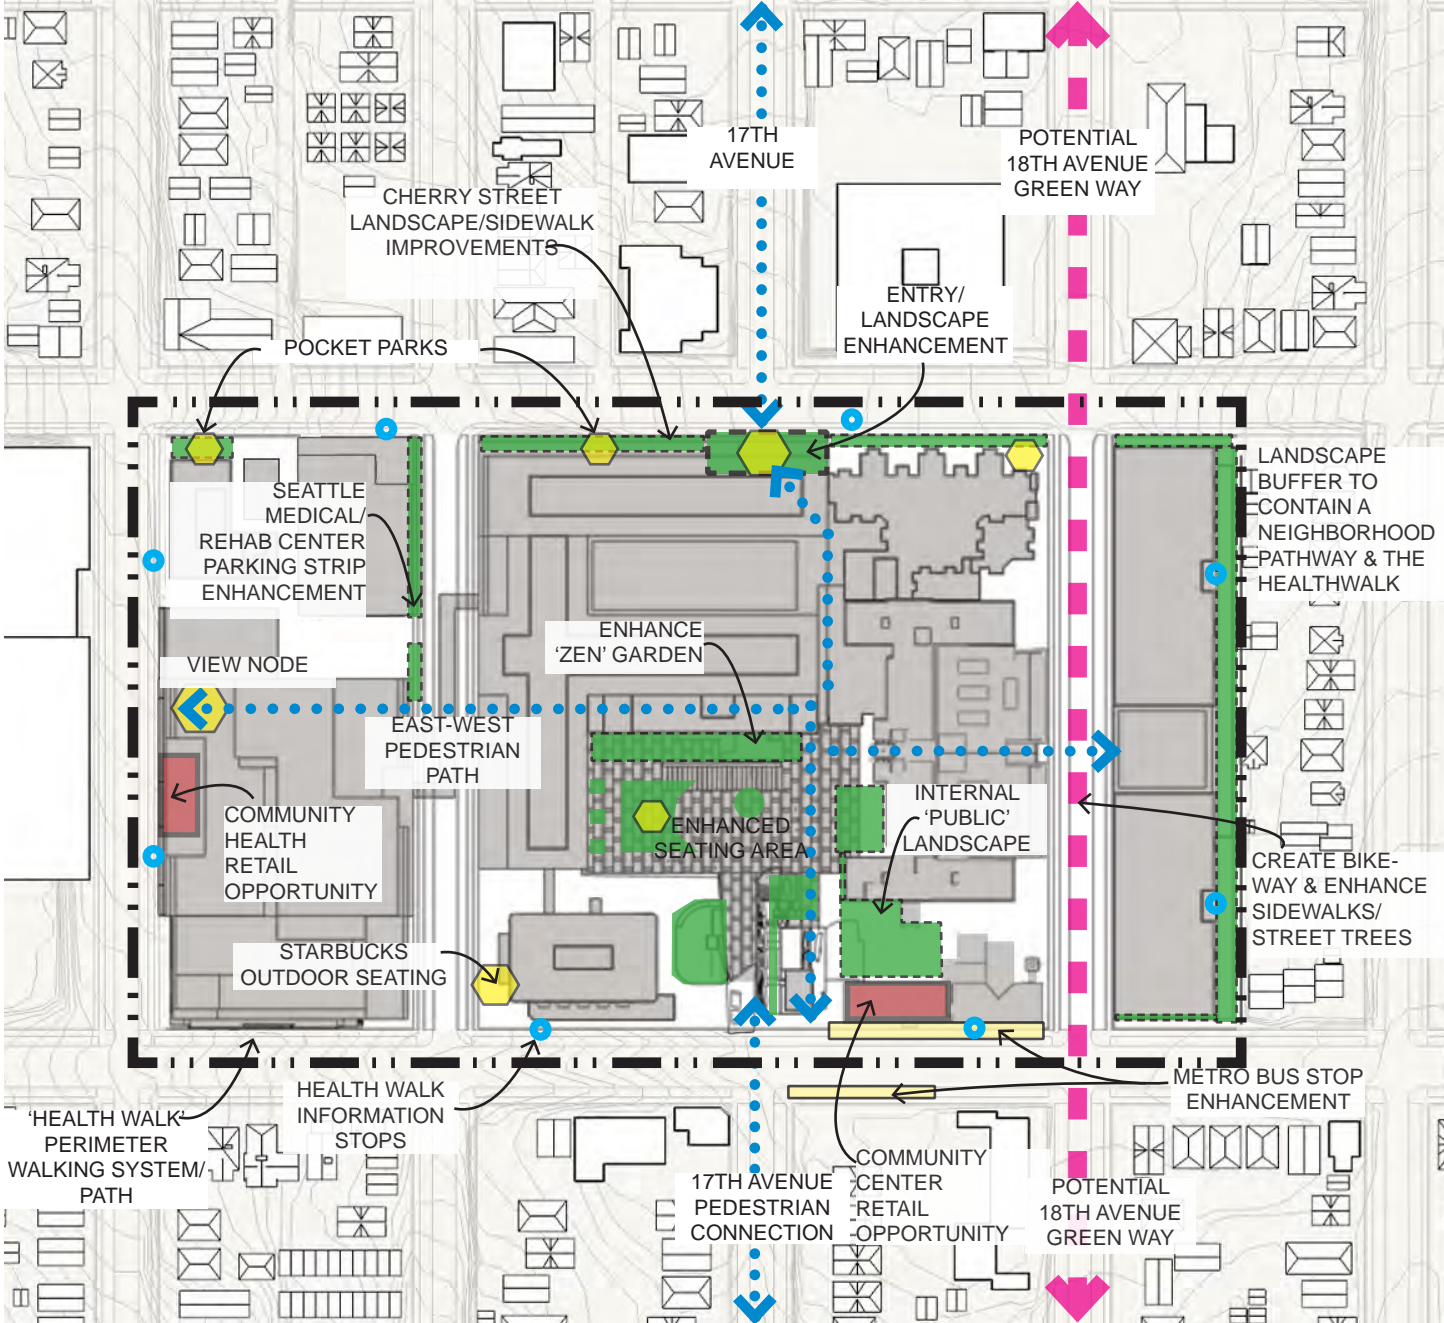 17TH
AVENUE
POTENTIAL
18TH AVENUE
GREEN WAY
CHERRY STREET
LANDSCAPE/SIDEWALK
IMPROVEMENTS
ENTRY/
LANDSCAPE
ENHANCEMENT
POCKET PARKS
LANDSCAPE
BUFFER TO
CONTAIN A
NEIGHBORHOOD
PATHWAY & THE
HEALTHWALK
SEATTLE
MEDICAL/
REHAB CENTER
PARKING STRIP
ENHANCEMENT
ENHANCE
‘ZEN’ GARDEN
VIEW NODE
EAST-WEST
PEDESTRIAN
PATH
COMMUNITY
HEALTH
RETAIL
OPPORTUNITY
INTERNAL
‘PUBLIC’
LANDSCAPE
ENHANCED
SEATING AREA
CREATE BIKE-
WAY & ENHANCE
SIDEWALKS/
STREET TREES
STARBUCKS
OUTDOOR SEATING
METRO BUS STOP
ENHANCEMENT
HEALTH WALK
INFORMATION
STOPS
‘HEALTH WALK’
PERIMETER
WALKING SYSTEM/
PATH
17TH AVENUE
PEDESTRIAN
CONNECTION
COMMUNITY
CENTER
RETAIL
OPPORTUNITY
POTENTIAL
18TH AVENUE
GREEN WAY